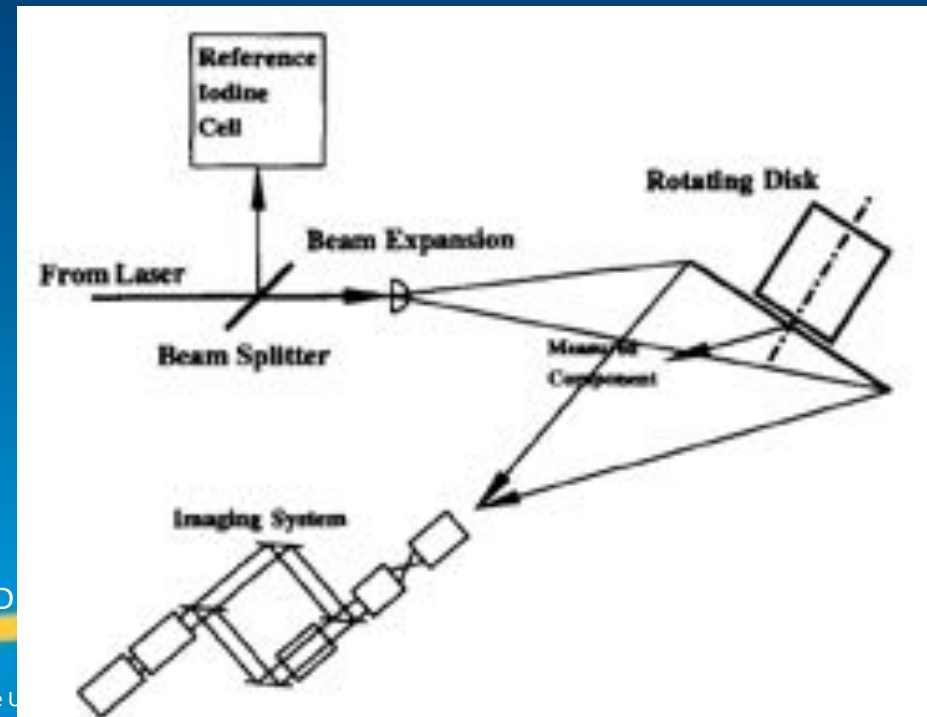 Reference
Iodine
Cell
Rotating Disk
Beam Expansion
From Laser
Beam Splitter
Component
Imaging System
D
e U